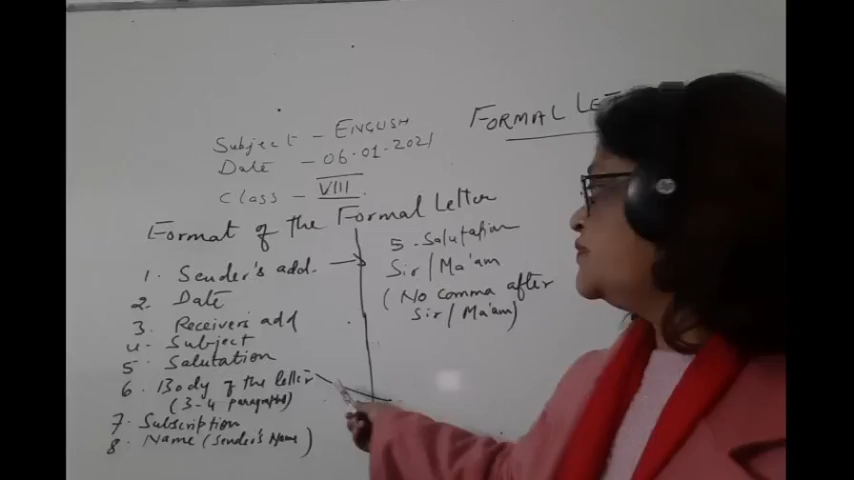 FORMAL LET
Subject - ENGLISH
Date - 06.01.2021
Class - VIII
Format of the Formal Letter
1. Sender's add.
2. Date
3. Receivers' add
4. Subject
5. Salutation
6. Body of the letter
(3-4 paragraphs)
7. Subscription
8. Name (Sender's Name)
5. Salutation
Sir/Ma'am
(No comma after
Sir/Ma'am)